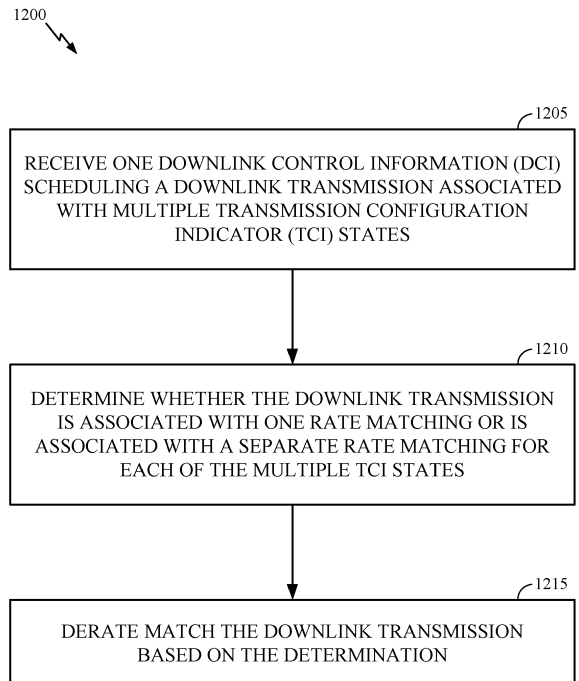 1200
1205
RECEIVE ONE DOWNLINK CONTROL INFORMATION (DCI)
SCHEDULING A DOWNLINK TRANSMISSION ASSOCIATED
WITH MULTIPLE TRANSMISSION CONFIGURATION
INDICATOR (TCI) STATES
1210
DETERMINE WHETHER THE DOWNLINK TRANSMISSION
IS ASSOCIATED WITH ONE RATE MATCHING OR IS
ASSOCIATED WITH A SEPARATE RATE MATCHING FOR
EACH OF THE MULTIPLE TCI STATES
1215
DERATE MATCH THE DOWNLINK TRANSMISSION
BASED ON THE DETERMINATION